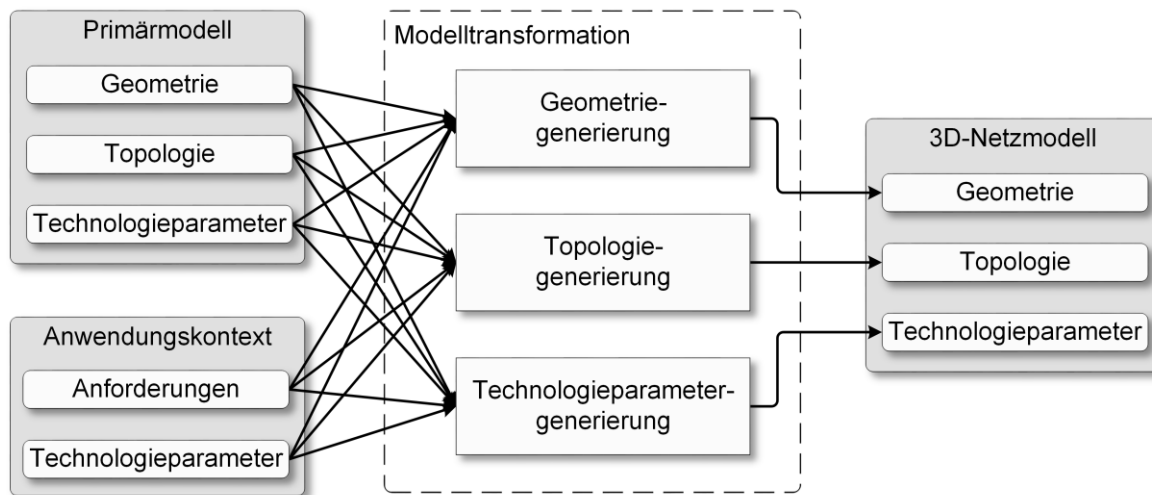 Primärmodell
Geometrie
Topologie
Technologieparameter
Anwendungskontext
Anforderungen
Technologieparameter
Modelltransformation
Geometrie-
generierung
Topologie-
generierung
Technologieparameter-
generierung
3D-Netzmodell
Geometrie
Topologie
Technologieparameter